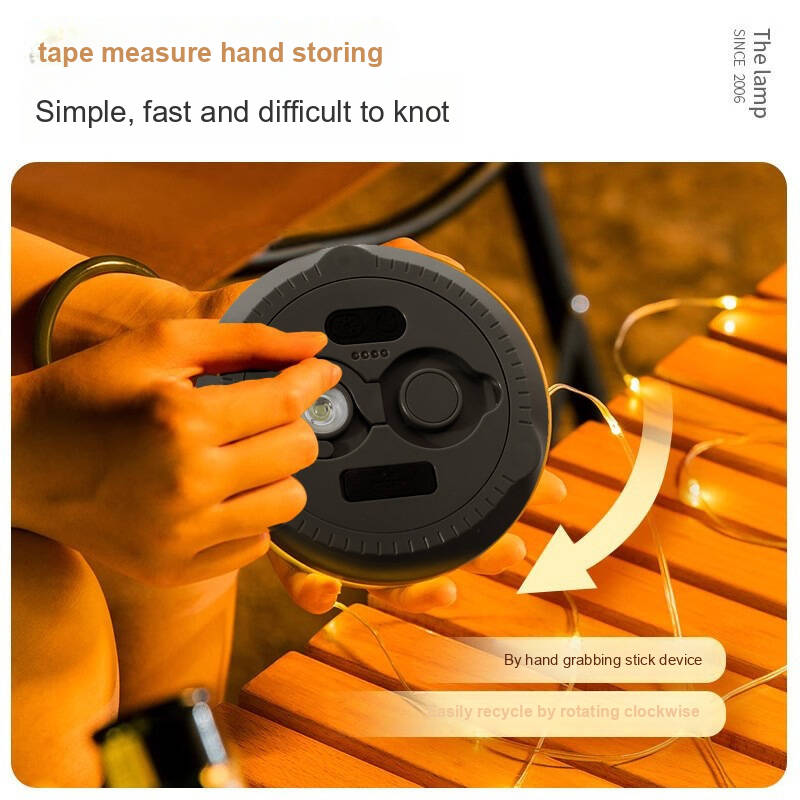 tape measure hand storing
Simple, fast and difficult to knot
The lamp
SINCE 2006
By hand grabbing stick device
Easily recycle by rotating clockwise